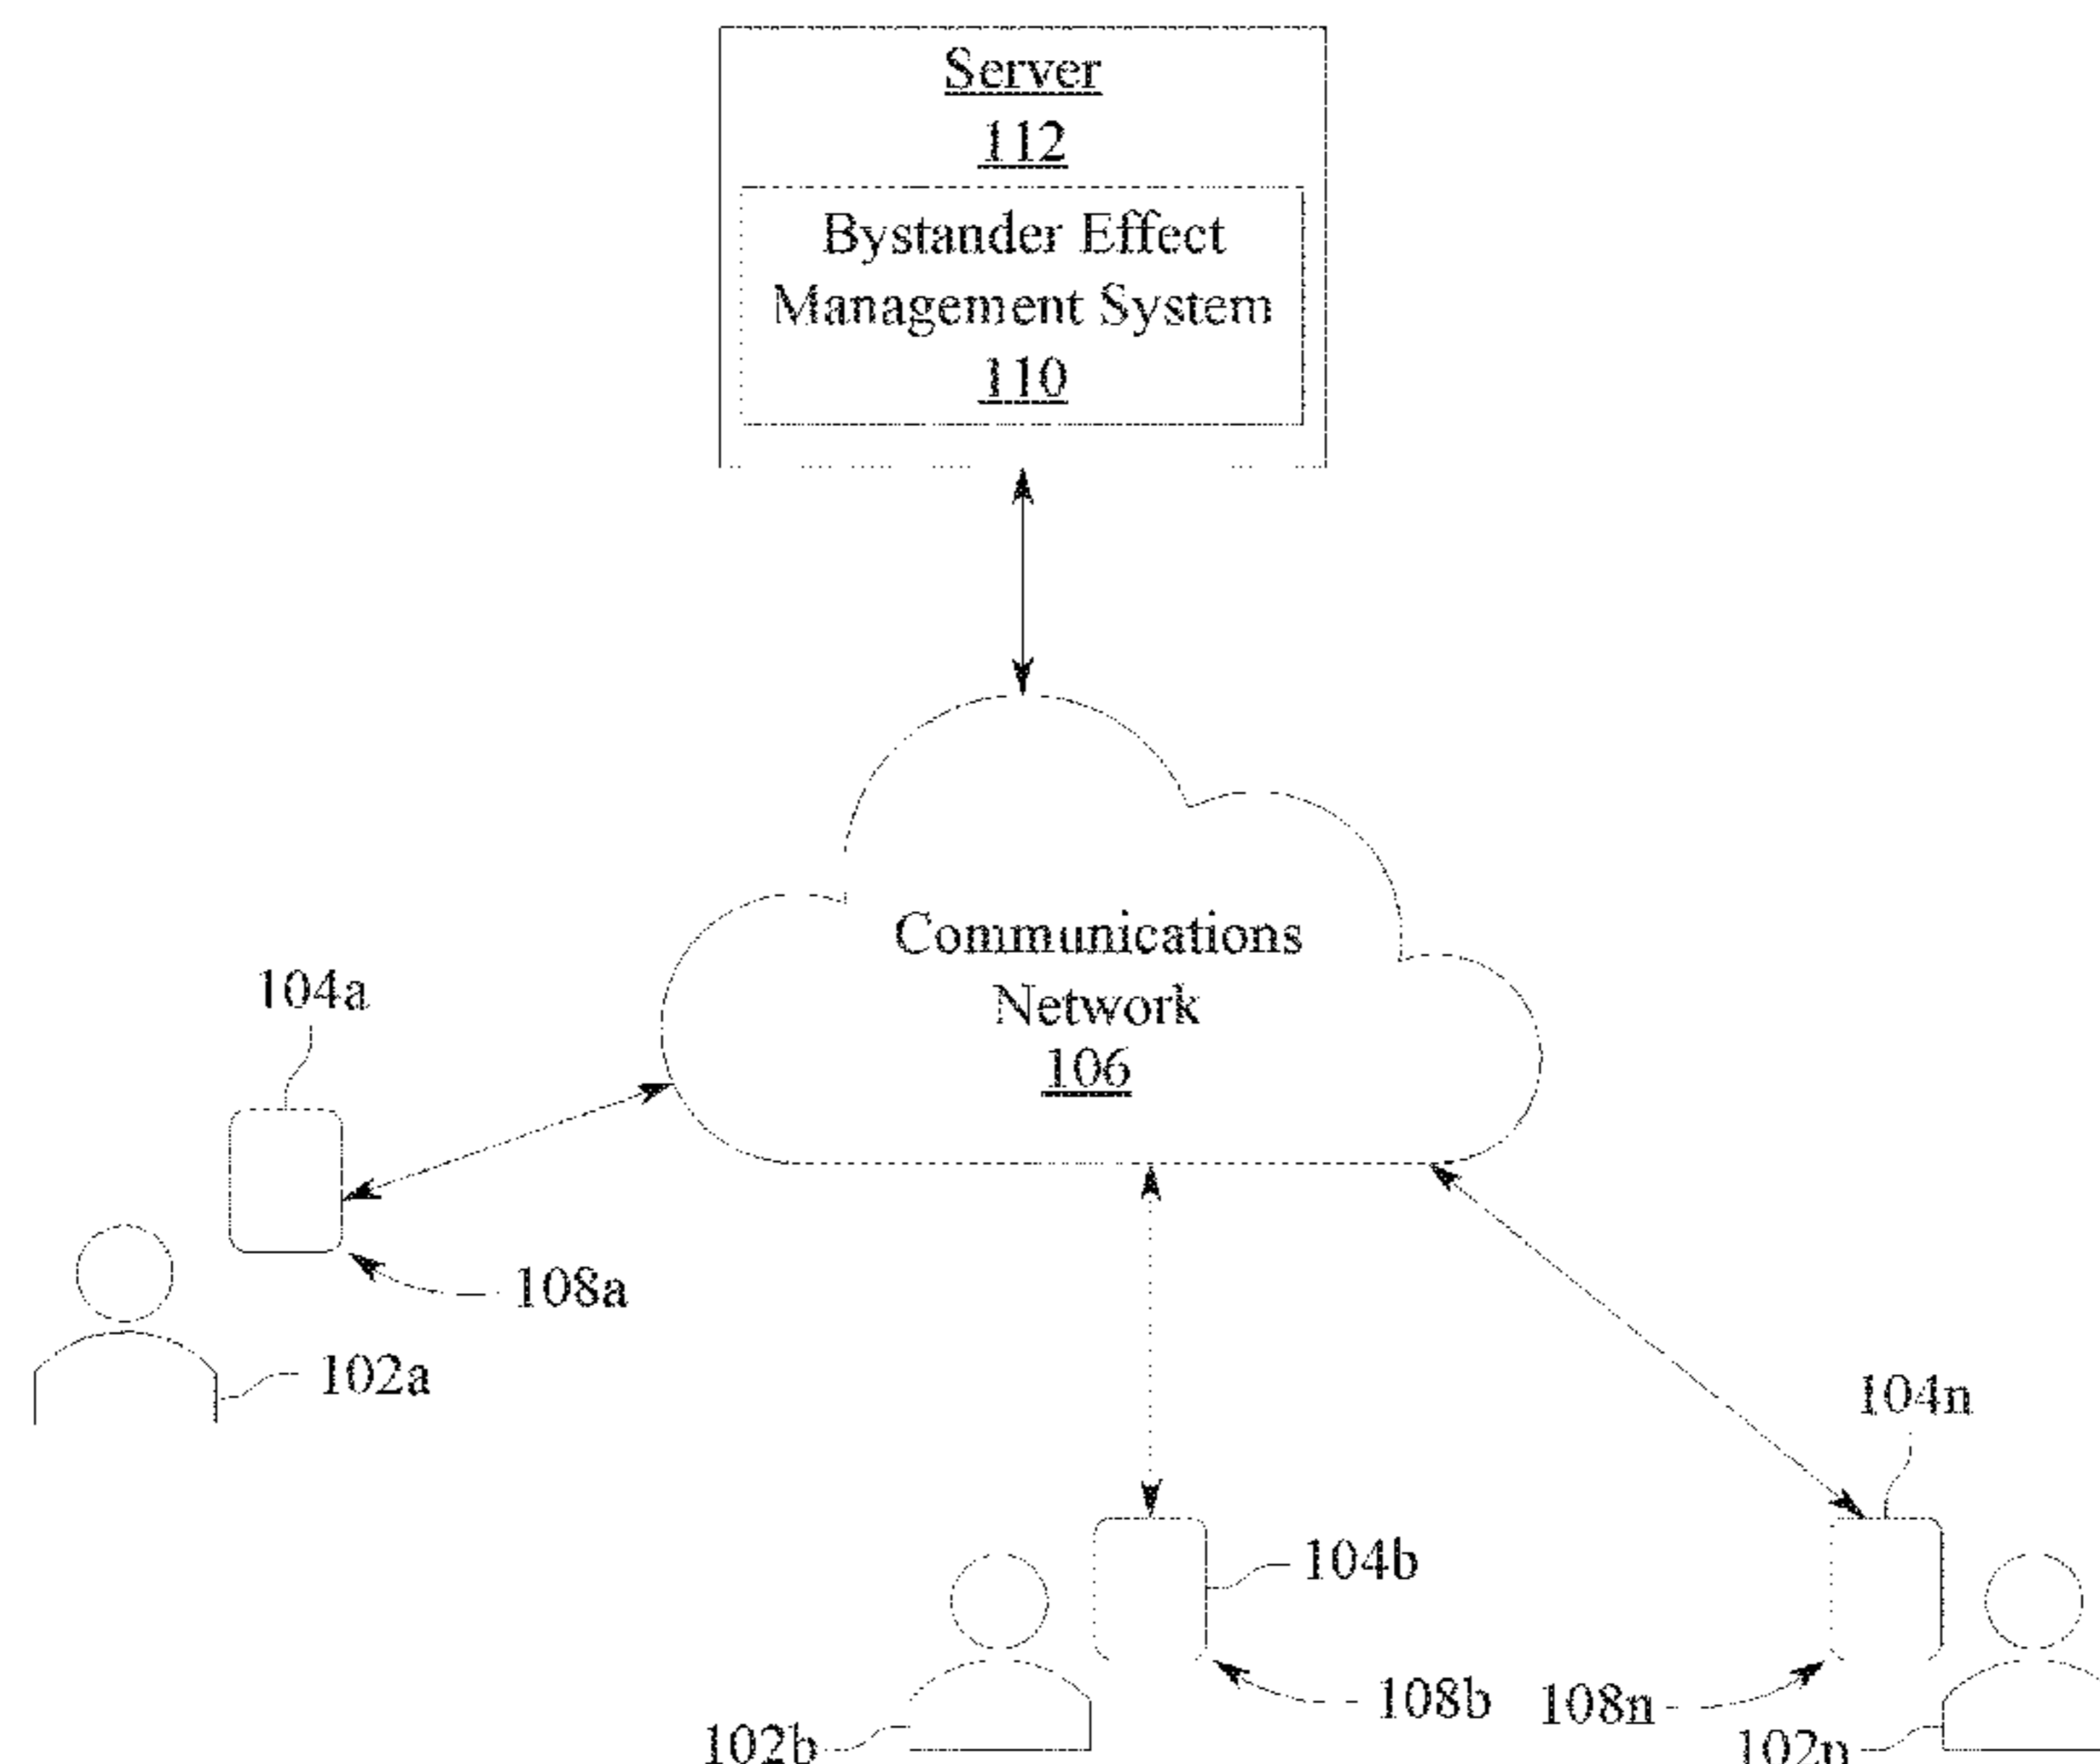 Server
112
Bystander Effect
Management System
110
Communications
Network
106
104a
108a
102a
104n
104b
108b
108n
102b
102n